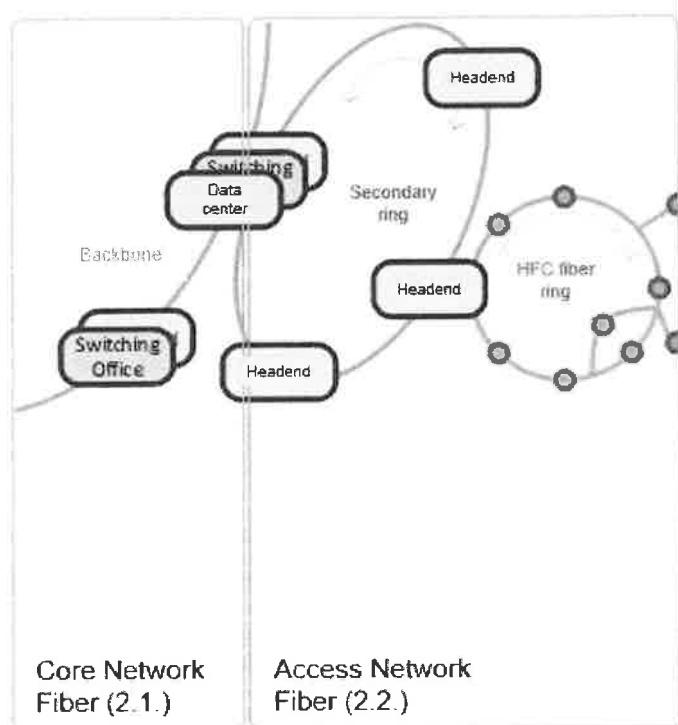 Headend
Switching
Data
center
Secondary
ring
Backbone
HFC fiber
ring
Headend
Switching
Office
Headend
Core Network
Fiber (2.1.)
Access Network
Fiber (2.2.)